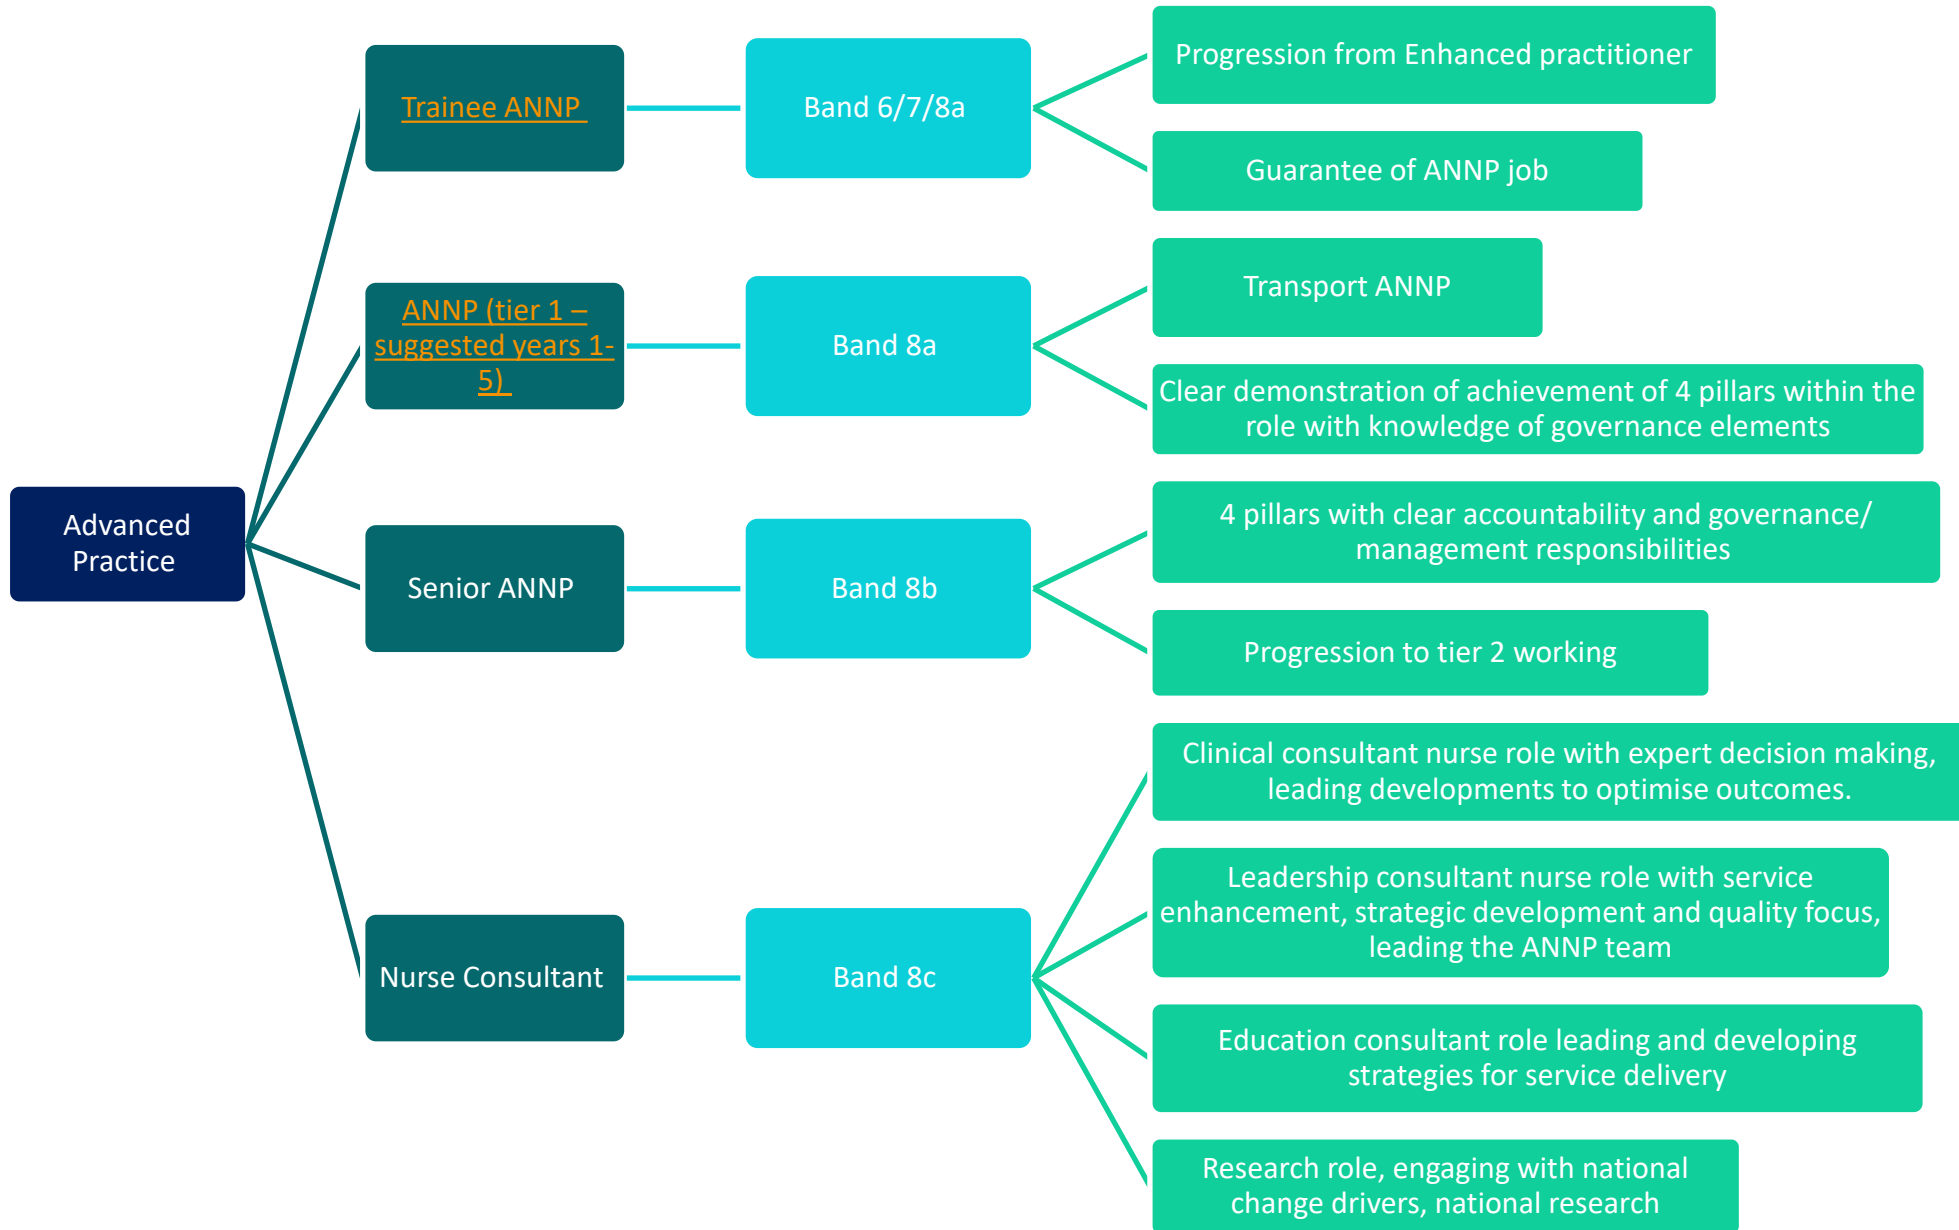 Advanced
Practice
Trainee ANNP
Band 6/7/8a
Progression from Enhanced practitioner
Guarantee of ANNP job
ANNP (tier 1 –
suggested years 1-
5)
Band 8a
Transport ANNP
Clear demonstration of achievement of 4 pillars within the
role with knowledge of governance elements
Senior ANNP
Band 8b
4 pillars with clear accountability and governance/
management responsibilities
Progression to tier 2 working
Nurse Consultant
Band 8c
Clinical consultant nurse role with expert decision making,
leading developments to optimise outcomes.
Leadership consultant nurse role with service
enhancement, strategic development and quality focus,
leading the ANNP team
Education consultant role leading and developing
strategies for service delivery
Research role, engaging with national
change drivers, national research